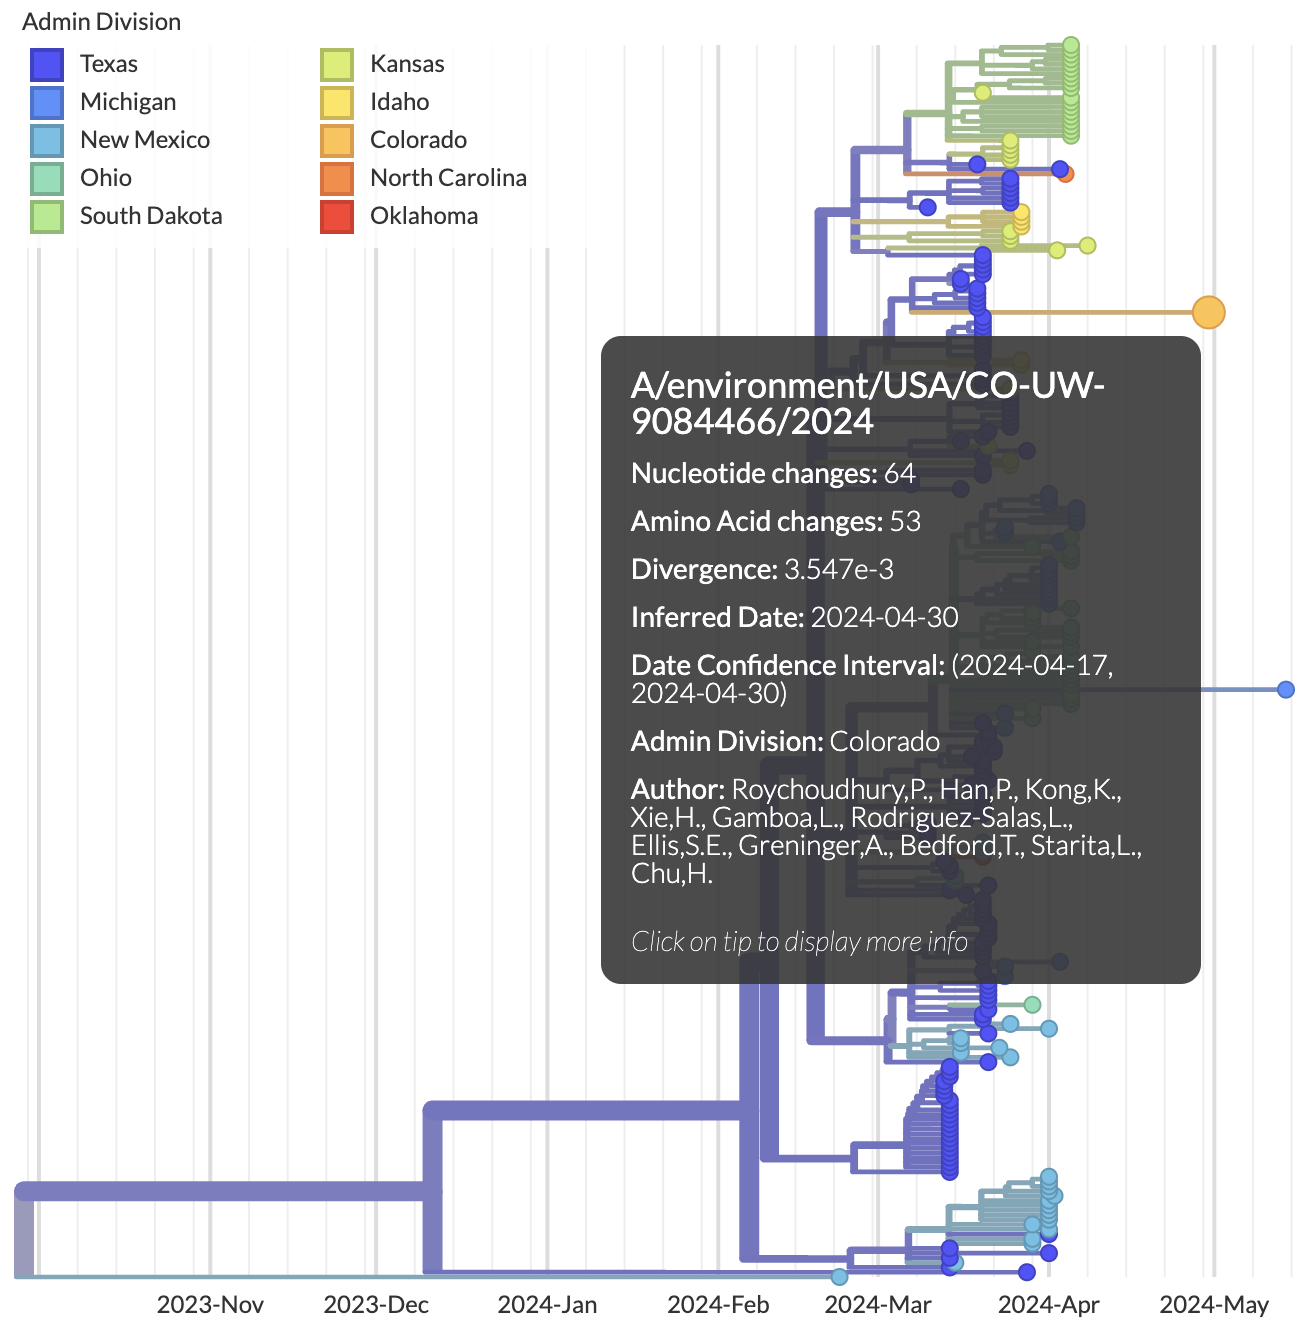 Admin Division
Texas
Michigan
New Mexico
Ohio
South Dakota
Kansas
Idaho
Colorado
North Carolina
Oklahoma
A/environment/USA/CO-UW-
9084466/2024
Nucleotide changes: 64
Amino Acid changes: 53
Divergence: 3.547e-3
Inferred Date: 2024-04-30
Date Confidence Interval: (2024-04-17,
2024-04-30)
Admin Division: Colorado
Author: Roychoudhury,P., Han,P., Kong,K.,
Xie,H., Gamboa,L., Rodriguez-Salas,L.,
Ellis,S.E., Greninger,A., Bedford,T., Starita,L.,
Chu,H.
Click on tip to display more info
2023-Nov
2023-Dec
2024-Jan
2024-Feb
2024-Mar
2024-Apr
2024-May